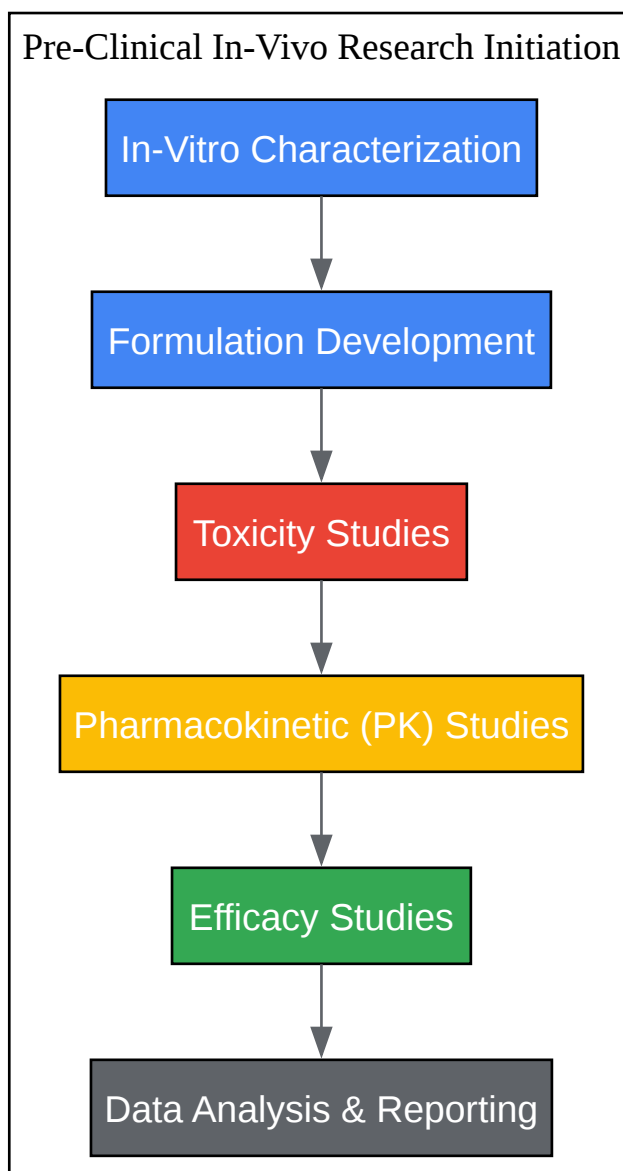 Pre-Clinical In-Vivo Research Initiation
In-Vitro Characterization
Formulation Development
Toxicity Studies
Pharmacokinetic (PK) Studies
Efficacy Studies
Data Analysis & Reporting